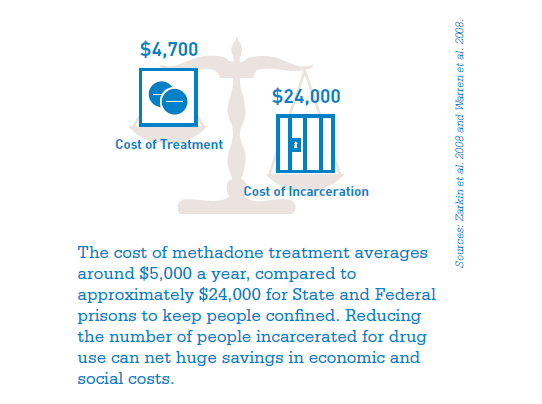 $4,700
Cost of Treatment
$24,000
Cost of Incarceration
Sources: Zarkin et al. 2008 and Warren et al. 2008.
The cost of methadone treatment averages
around $5,000 a year, compared to
approximately $24,000 for State and Federal
prisons to keep people confined. Reducing
the number of people incarcerated for drug
use can net huge savings in economic and
social costs.